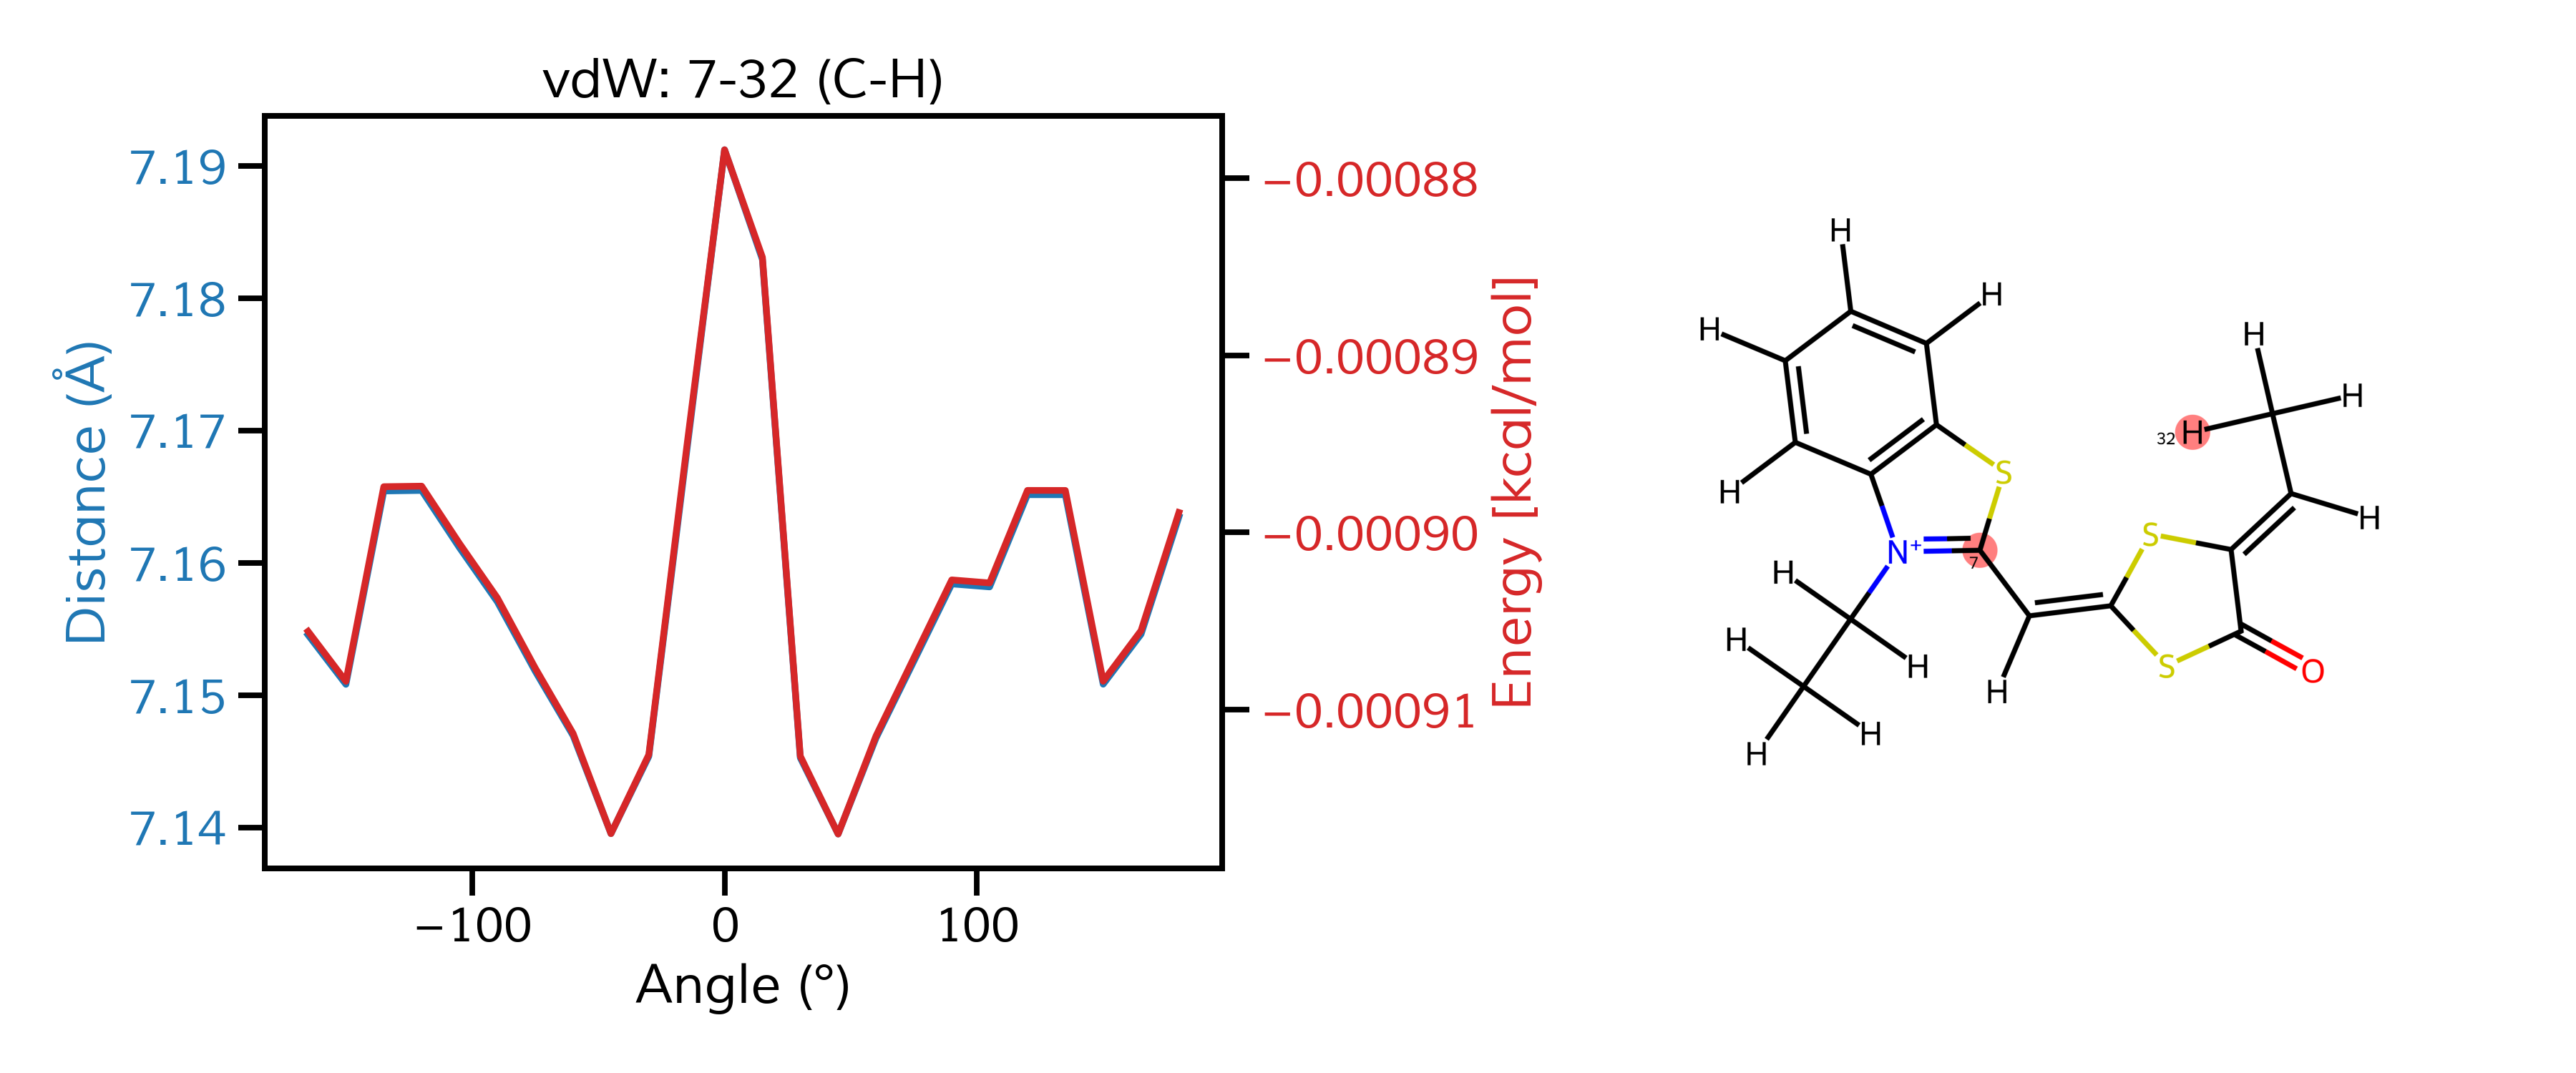 vdW: 7-32 (C-H)
7.19
7.18
7.17
7.16
7.15
7.14
Distance (Å)
−100
0
100
Angle (°)
−0.00088
−0.00089
−0.00090
−0.00091
Energy [kcal/mol]
H
H
H
H
H
H
32 H
S
H
S
N+
7
H
H
H
S
H
O
H
H